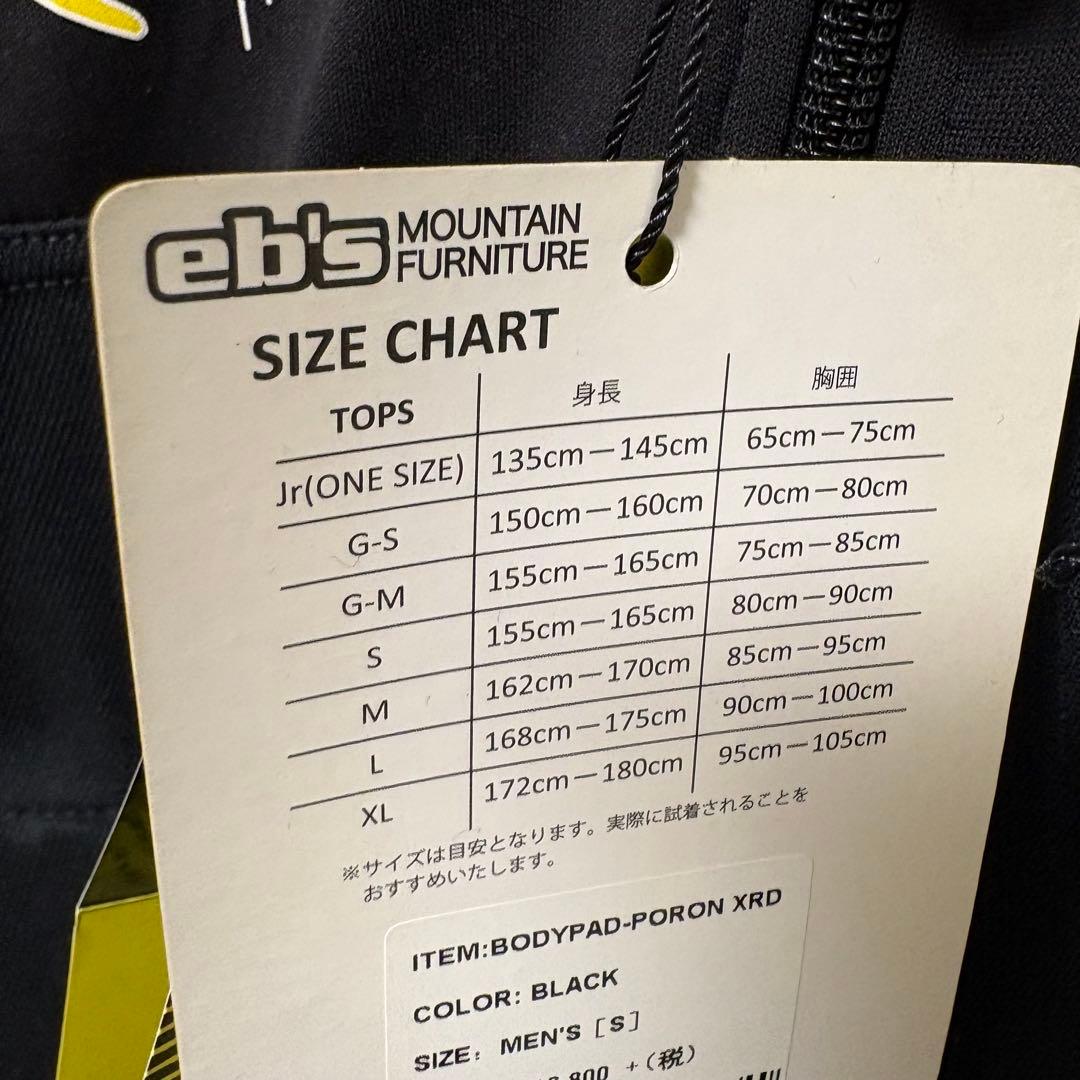 eb's MOUNTAIN FURNITURE
SIZE CHART
TOPS 身長 胸囲
Jr(ONE SIZE) 135cm－145cm 65cm－75cm
G-S 150cm－160cm 70cm－80cm
G-M 155cm－165cm 75cm－85cm
S 155cm－165cm 80cm－90cm
M 162cm－170cm 85cm－95cm
L 168cm－175cm 90cm－100cm
XL 172cm－180cm 95cm－105cm
※サイズは目安となります。実際に試着されることを
おすすめいたします。
ITEM:BODYPAD-PORON XRD
COLOR: BLACK
SIZE: MEN'S [S]
800 +(税)